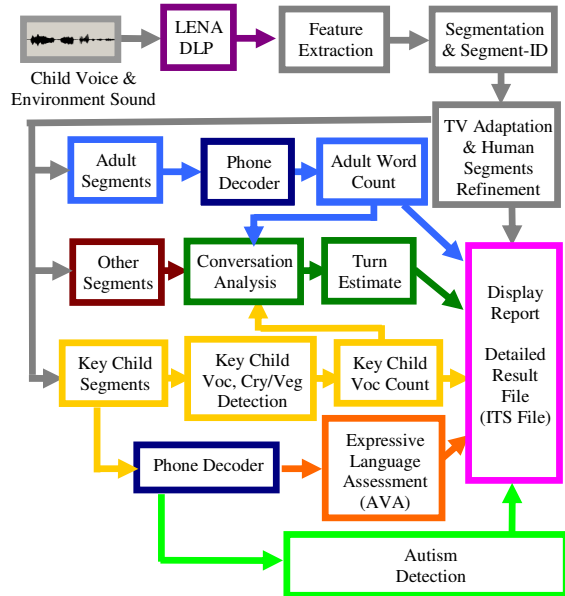 Child Voice &
Environment Sound
LENA
DLP
Feature
Extraction
Segmentation
& Segment-ID
TV Adaptation
& Human
Segments
Refinement
Adult
Segments
Phone
Decoder
Adult Word
Count
Other
Segments
Conversation
Analysis
Turn
Estimate
Display
Report
Detailed
Result
File
(ITS File)
Key Child
Segments
Key Child
Voc, Cry/Veg
Detection
Key Child
Voc Count
Phone Decoder
Expressive
Language
Assessment
(AVA)
Autism
Detection